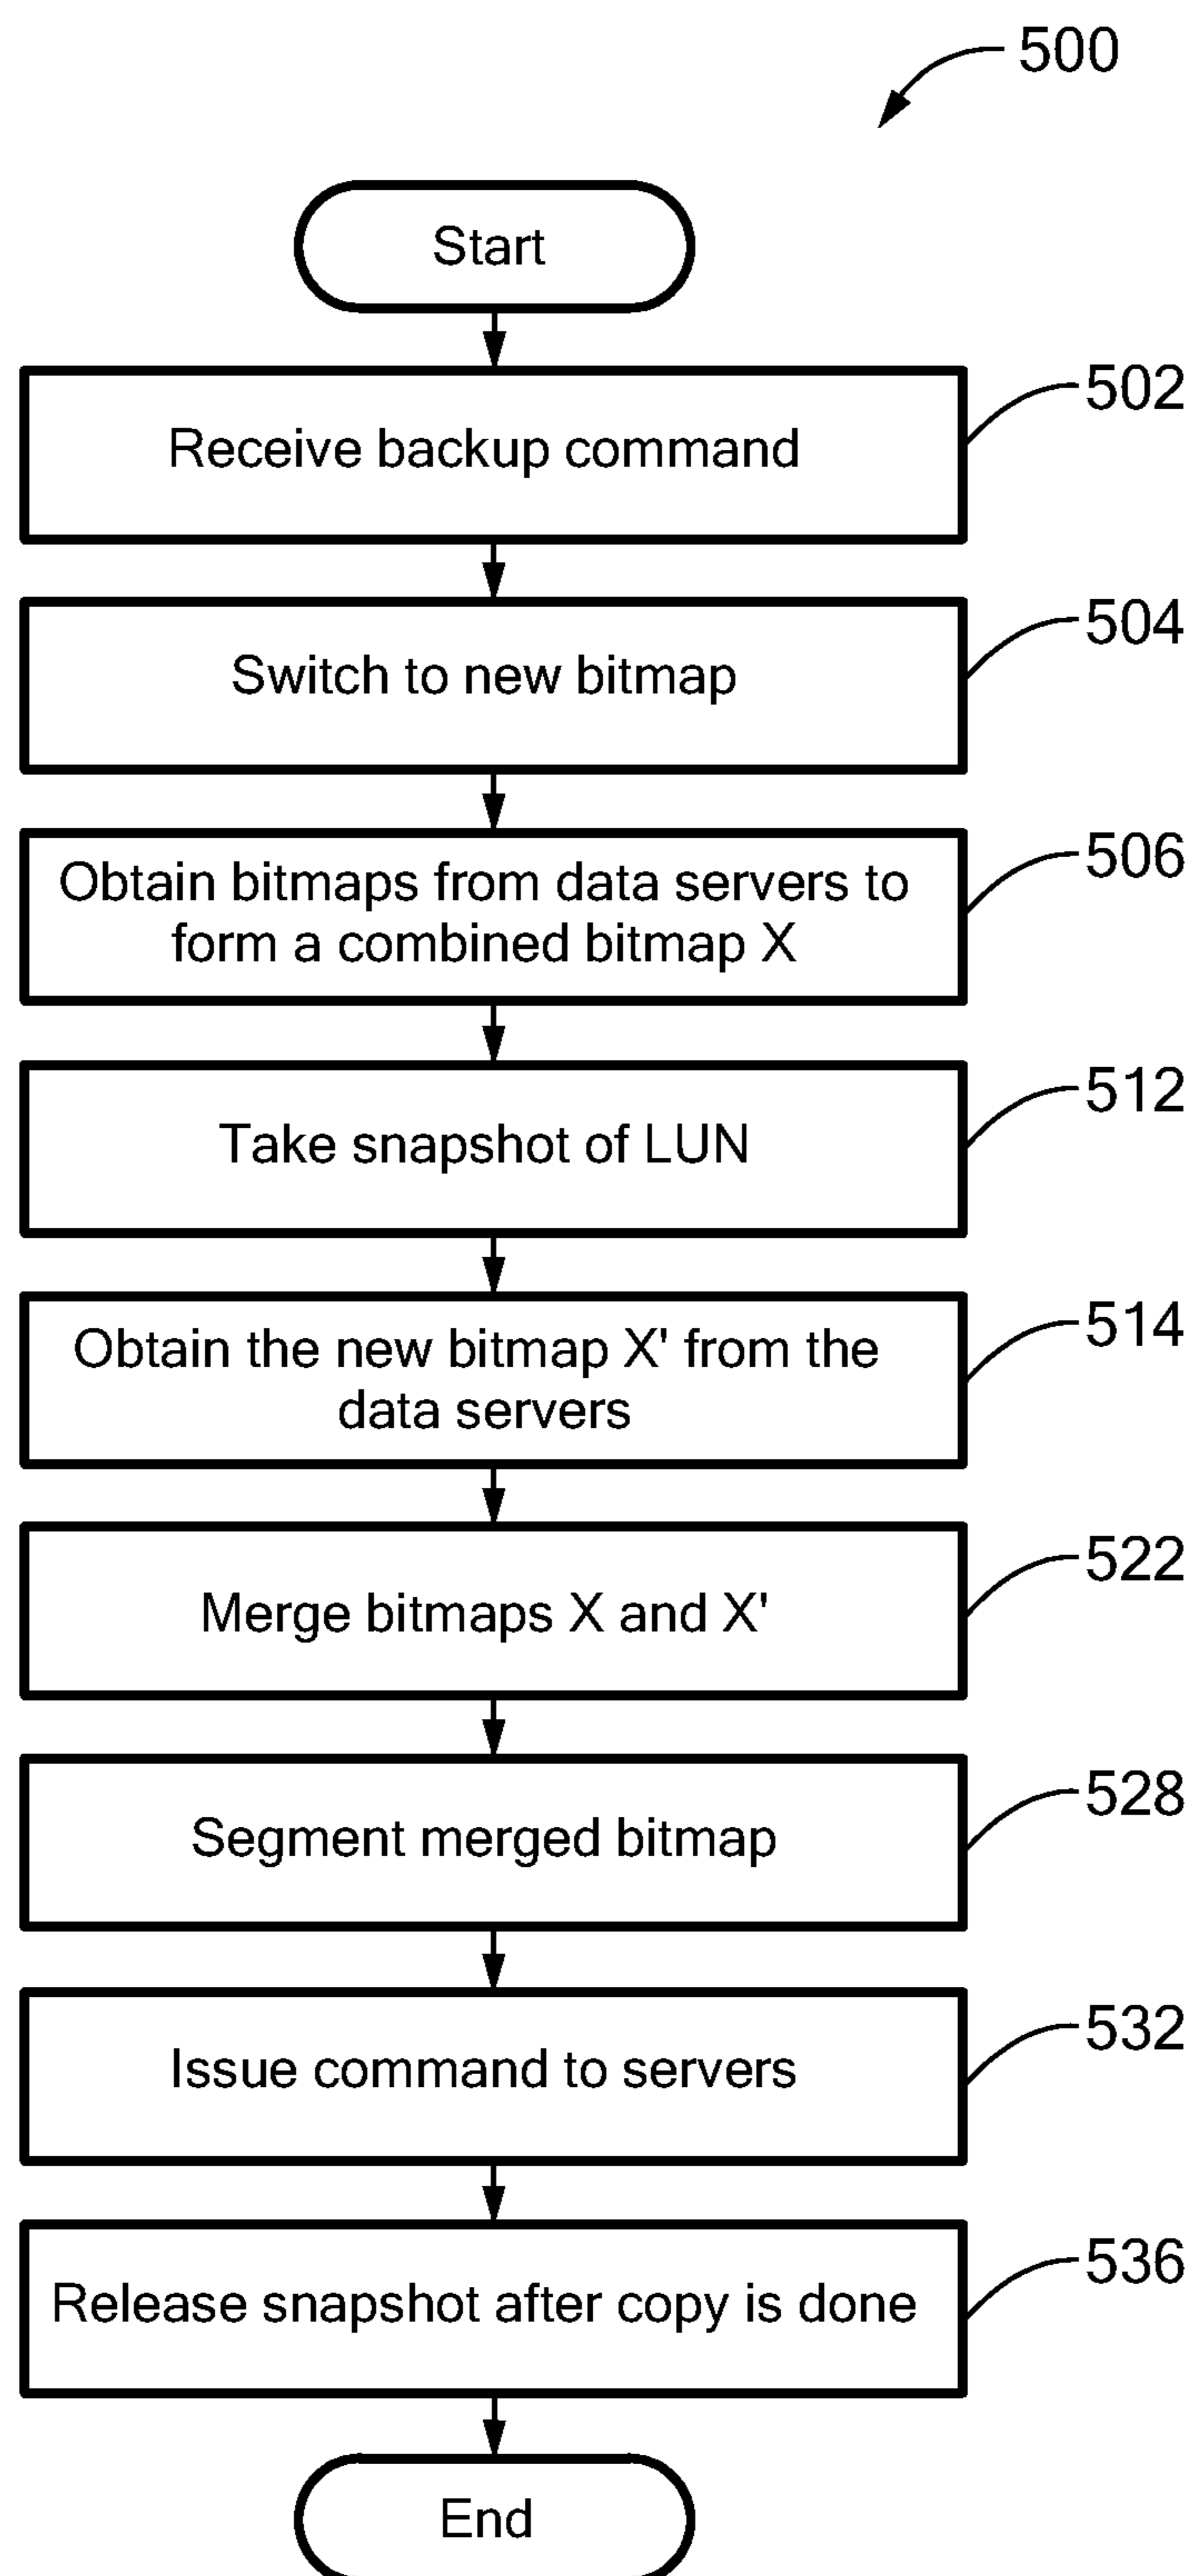 500
Start
Receive backup command
502
Switch to new bitmap
504
Obtain bitmaps from data servers to
form a combined bitmap X
506
Take snapshot of LUN
512
Obtain the new bitmap X' from the
data servers
514
Merge bitmaps X and X'
522
Segment merged bitmap
528
Issue command to servers
532
Release snapshot after copy is done
536
End